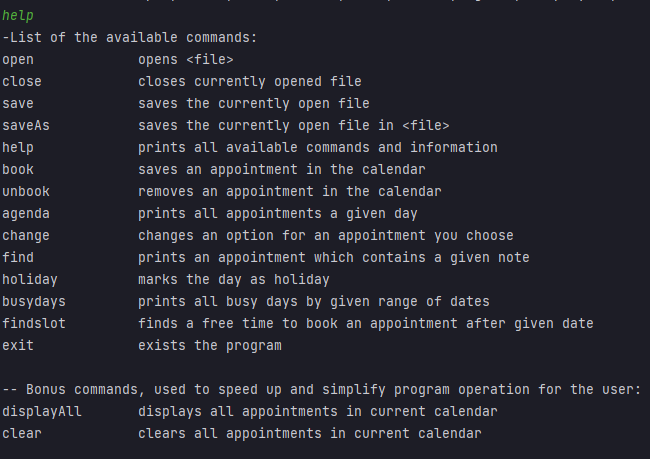 help
-List of the available commands:
open opens <file>
close closes currently opened file
save saves the currently open file
saveAs saves the currently open file in <file>
help prints all available commands and information
book saves an appointment in the calendar
unbook removes an appointment in the calendar
agenda prints all appointments a given day
change changes an option for an appointment you choose
find prints an appointment which contains a given note
holiday marks the day as holiday
busydays prints all busy days by given range of dates
findslot finds a free time to book an appointment after given date
exit exists the program
-- Bonus commands, used to speed up and simplify program operation for the user:
displayAll displays all appointments in current calendar
clear clears all appointments in current calendar